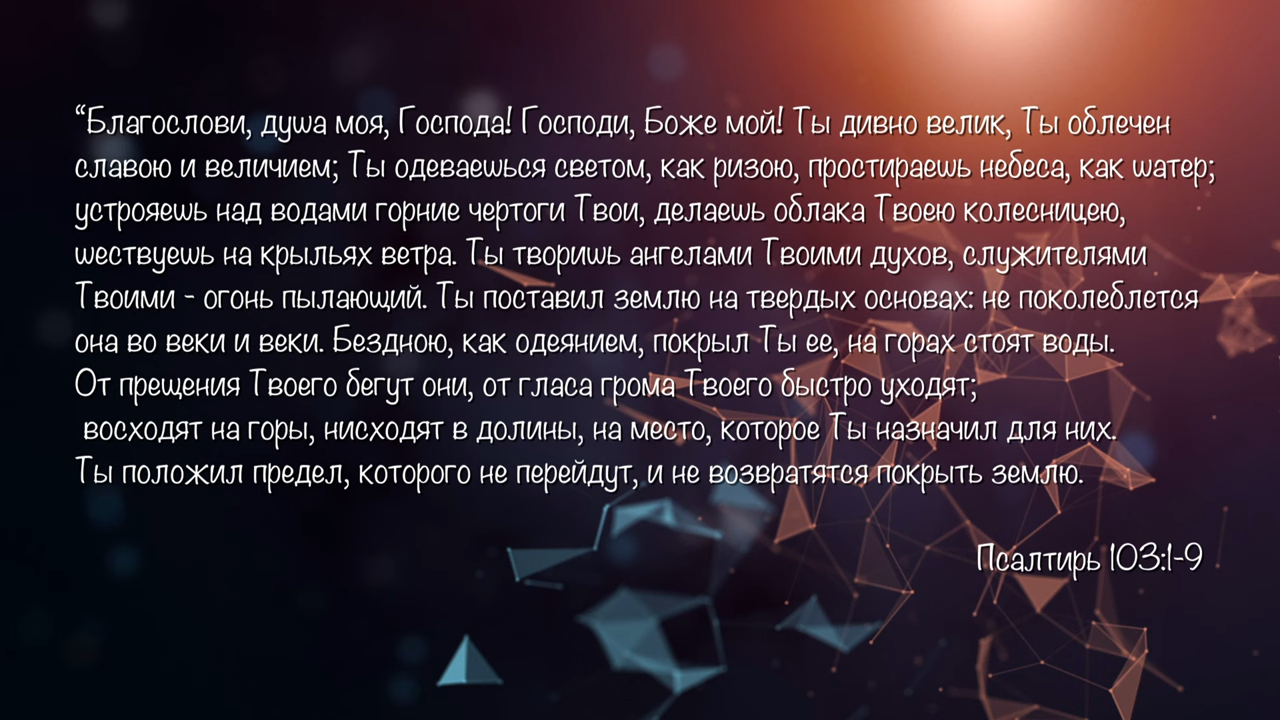 “Благослови, душа моя, Господа! Господи, Боже мой! Ты дивно велик, Ты облечен
славою и величием; Ты одеваешься светом, как ризою, простираешь небеса, как шатер;
устрояешь над водами горние чертоги Твои, делаешь облака Твоею колесницею,
шествуешь на крыльях ветра. Ты творишь ангелами Твоими духов, служителями
Твоими - огонь пылающий. Ты поставил землю на твердых основах: не поколеблется
она во веки и веки. Бездною, как одеянием, покрыл Ты ее, на горах стоят воды.
От прещения Твоего бегут они, от гласа грома Твоего быстро уходят;
восходят на горы, нисходят в долины, на место, которое Ты назначил для них.
Ты положил предел, которого не перейдут, и не возвратятся покрыть землю.
Псалтирь 103:1-9